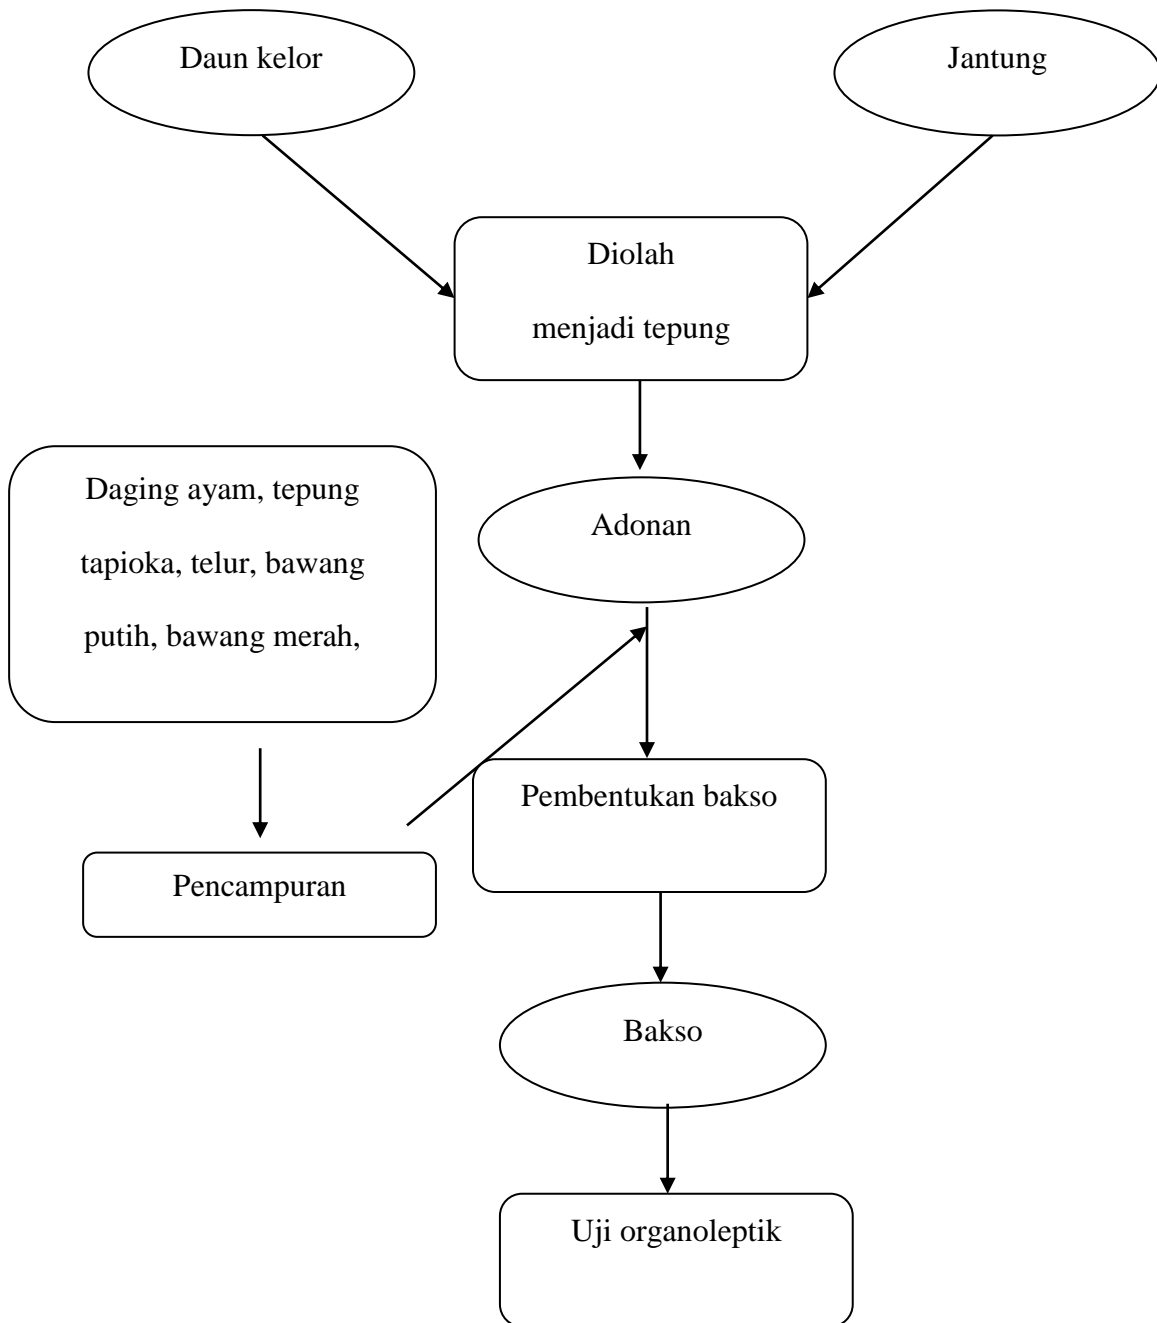 Daun kelor
Jantung
Diolah
menjadi tepung
Daging ayam, tepung
tapioka, telur, bawang
putih, bawang merah,
Adonan
Pembentukan bakso
Pencampuran
Bakso
Uji organoleptik